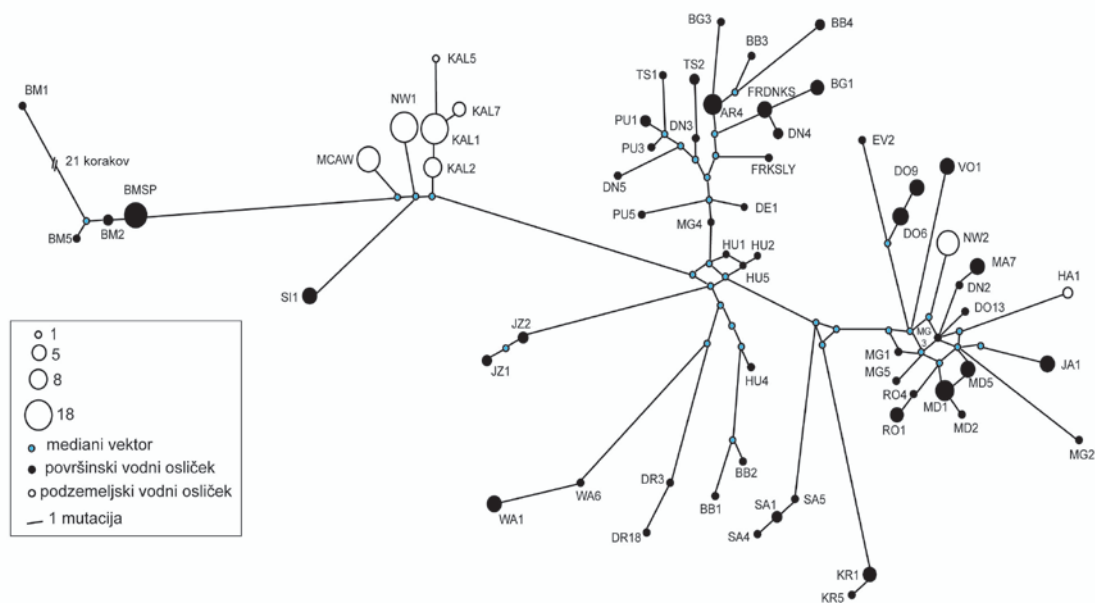 BG3
BB4
BB3
KAL5
TS1
TS2
BM1
NW1
KAL7
FRDNKS
BG1
AR4
PU1
DN3
KAL1
DN4
EV2
PU3
21 korakov
MCAW
DO9
VO1
KAL2
FRKSLY
DN5
BMSP
DO6
PU5
DE1
NW2
MG4
BM5
BM2
MA7
HU1
HU2
HA1
DN2
HU5
SI1
DO13
MG
3
JZ2
MG1
JA1
JZ1
MG5
MD5
HU4
RO4
MD1
RO1
MD2
MG2
BB2
WA6
DR3
SA5
BB1
SA1
WA1
DR18
SA4
KR1
KR5
1
5
8
18
mediani vektor
površinski vodni osliček
podzemeljski vodni osliček
1 mutacija